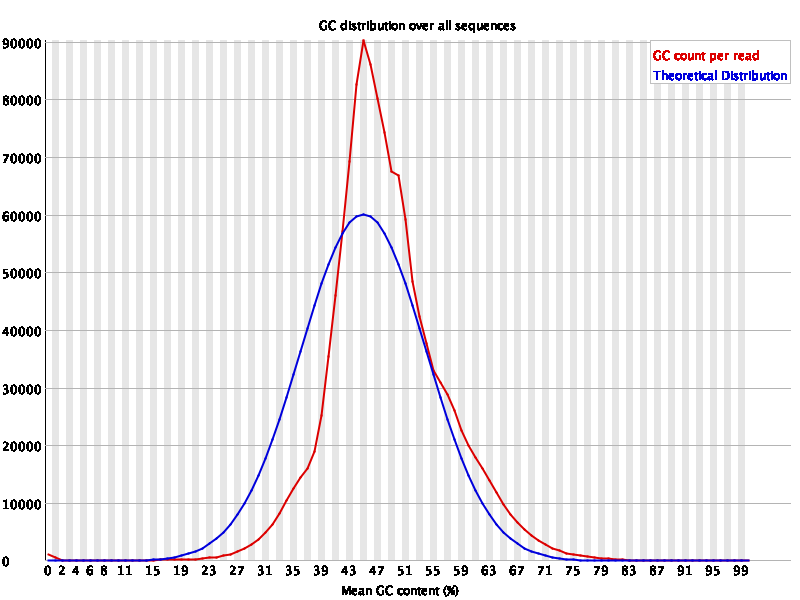 GC distribution over all sequences
GC count per read
Theoretical Distribution
90000
80000
70000
60000
50000
40000
30000
20000
10000
0
0 2 4 6 8 11 15 19 23 27 31 35 39 43 47 51 55 59 63 67 71 75 79 83 87 91 95 99
Mean GC content (%)